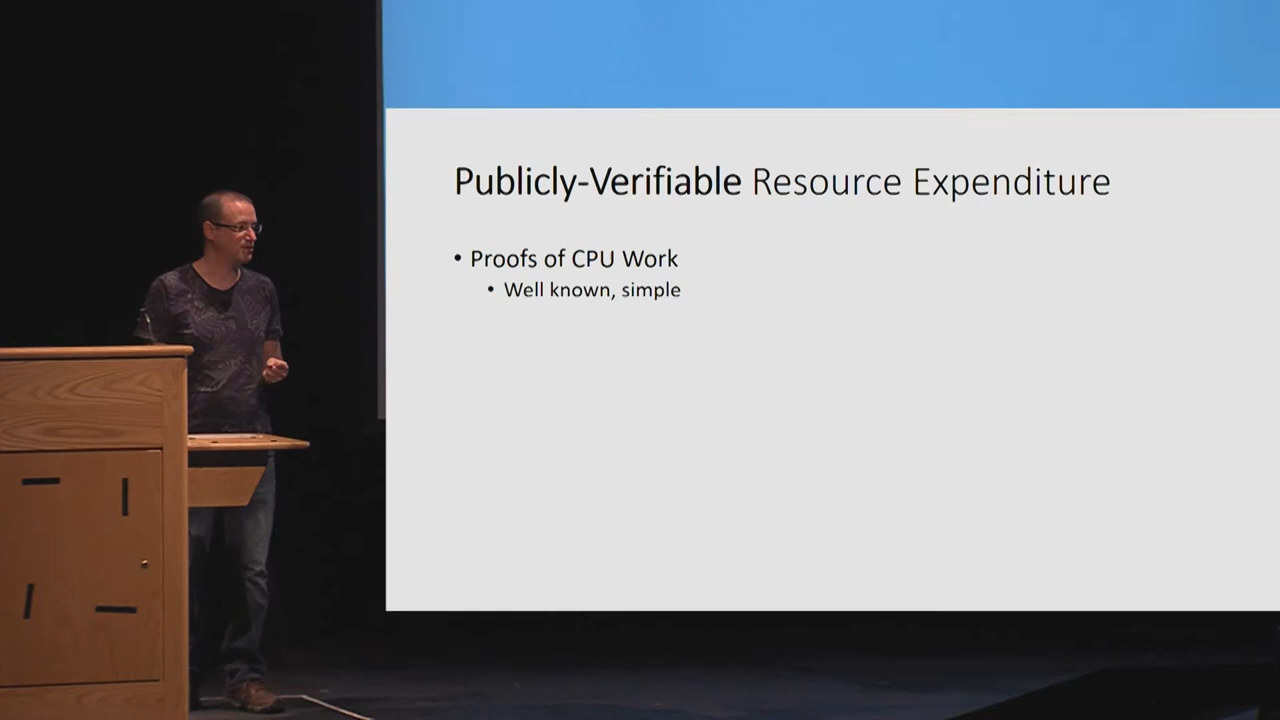 Publicly-Verifiable Resource Expenditure
• Proofs of CPU Work
• Well known, simple